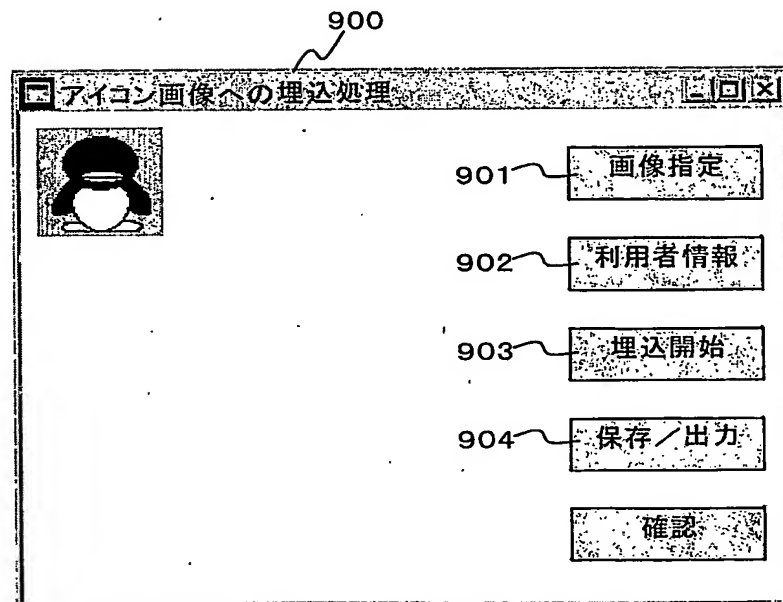 900
アイコン画像への埋込処理
901 画像指定
902 利用者情報
903 埋込開始
904 保存／出力
確認